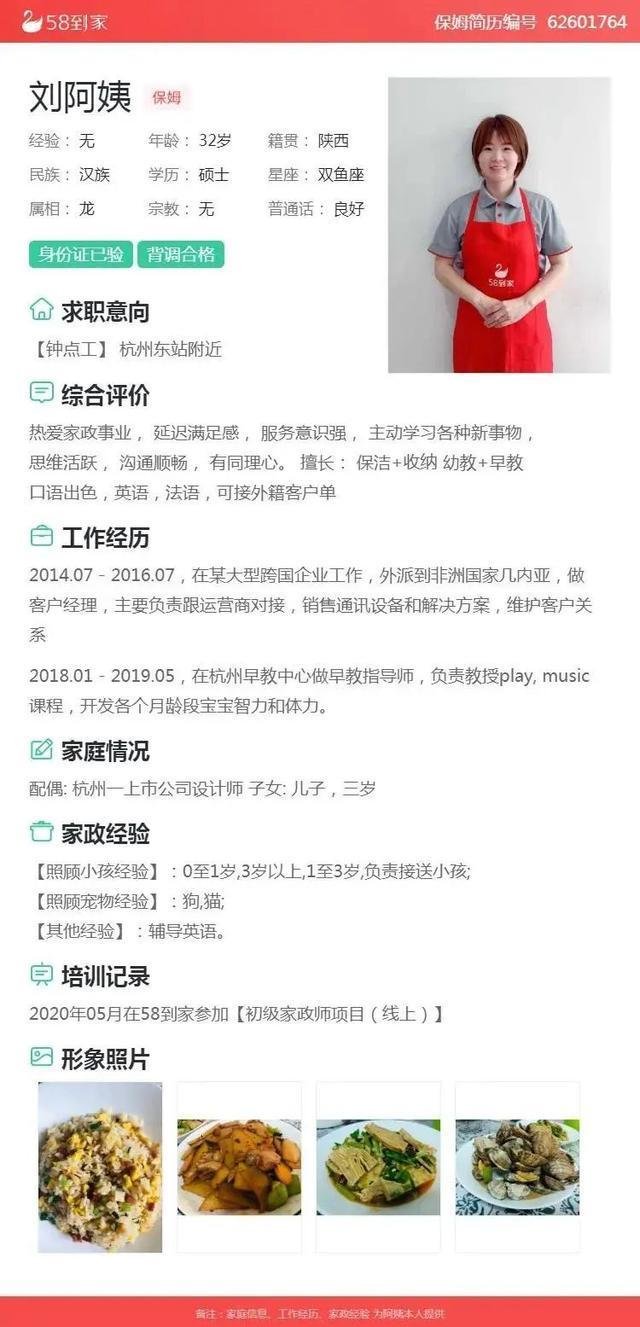 58到家 保姆简历编号 62601764
刘阿姨 保姆
经验：无 年龄：32岁 籍贯：陕西
民族：汉族 学历：硕士 星座：双鱼座
属相：龙 宗教：无 普通话：良好
身份证已验 背调合格
58到家
求职意向
【钟点工】 杭州东站附近
综合评价
热爱家政事业， 延迟满足感， 服务意识强， 主动学习各种新事物，
思维活跃， 沟通顺畅， 有同理心。 擅长： 保洁+收纳 幼教+早教
口语出色，英语，法语，可接外籍客户单
工作经历
2014.07 - 2016.07，在某大型跨国企业工作，外派到非洲国家几内亚，做
客户经理，主要负责跟运营商对接，销售通讯设备和解决方案，维护客户关
系
2018.01 - 2019.05，在杭州早教中心做早教指导师，负责教授play, music
课程，开发各个月龄段宝宝智力和体力。
家庭情况
配偶: 杭州一上市公司设计师 子女: 儿子，三岁
家政经验
【照顾小孩经验】：0至1岁,3岁以上,1至3岁,负责接送小孩;
【照顾宠物经验】：狗,猫;
【其他经验】：辅导英语。
培训记录
2020年05月在58到家参加【初级家政师项目（线上）】
形象照片
备注：家庭信息、工作经历、家政经验 为阿姨本人提供